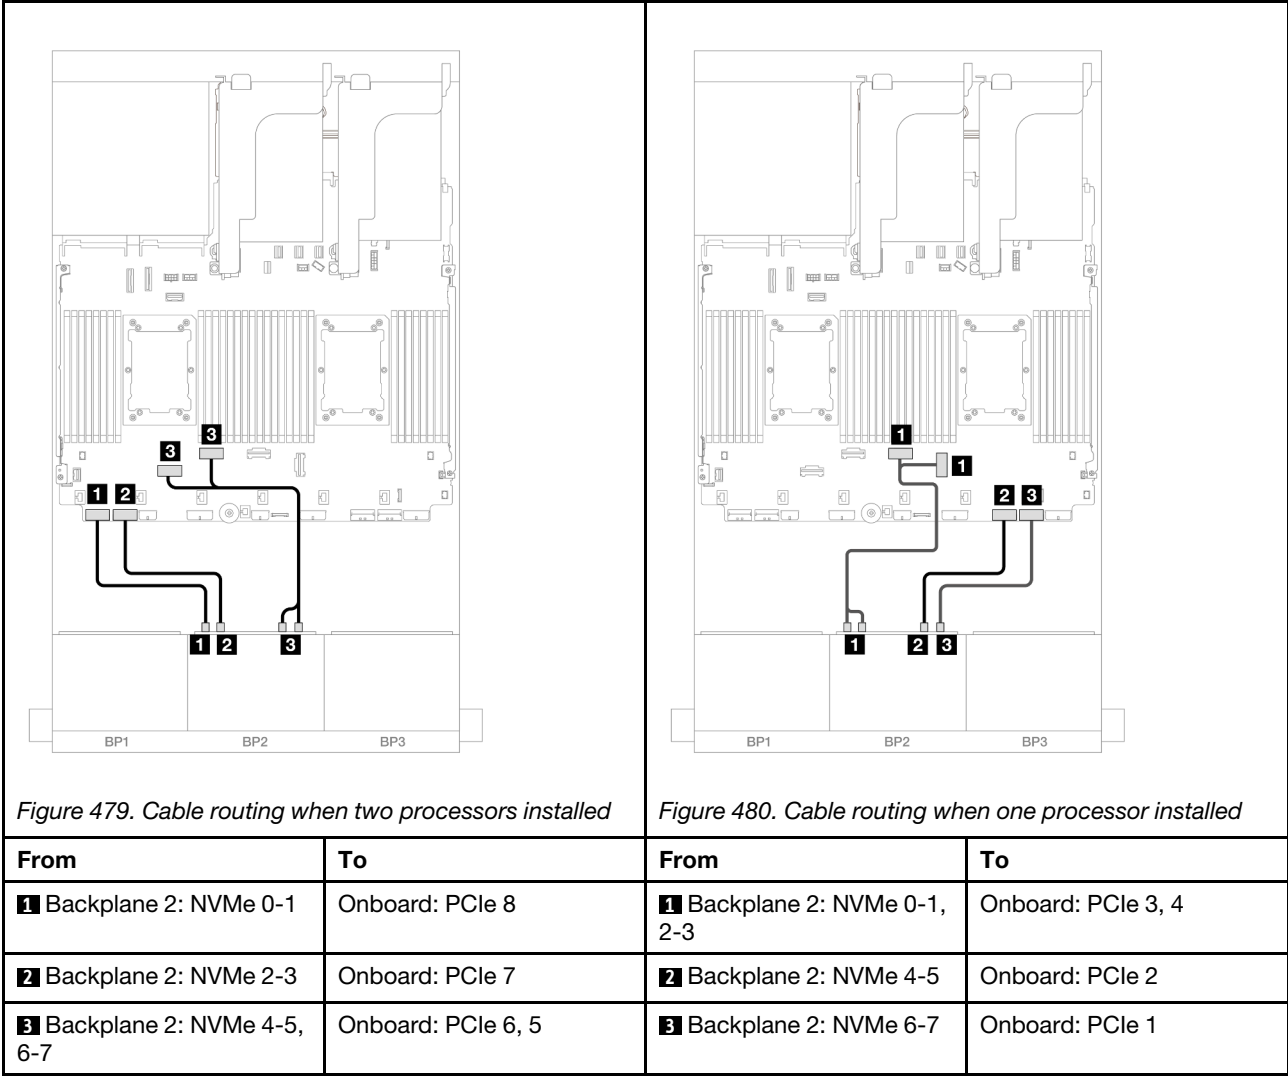 3
3
1 2
1 2 3
BP1 BP2 BP3
Figure 479. Cable routing when two processors installed
1
1
2 3
1 2 3
BP1 BP2 BP3
Figure 480. Cable routing when one processor installed
From To From To
1 Backplane 2: NVMe 0-1 Onboard: PCIe 8 1 Backplane 2: NVMe 0-1, 2-3 Onboard: PCIe 3, 4
2 Backplane 2: NVMe 2-3 Onboard: PCIe 7 2 Backplane 2: NVMe 4-5 Onboard: PCIe 2
3 Backplane 2: NVMe 4-5, 6-7 Onboard: PCIe 6, 5 3 Backplane 2: NVMe 6-7 Onboard: PCIe 1